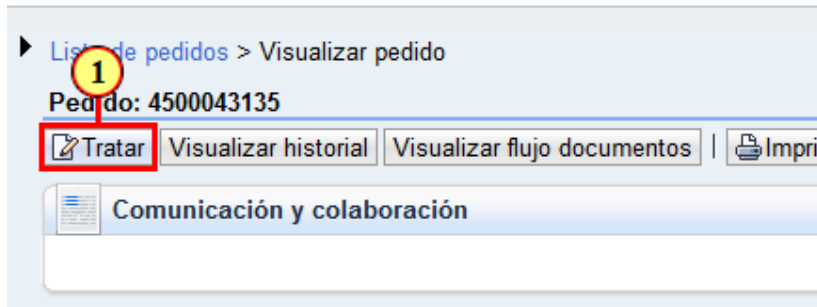 Lista de pedidos > Visualizar pedido
1
Pedido: 4500043135
Tratar Visualizar historial Visualizar flujo documentos | Impri
Comunicación y colaboración